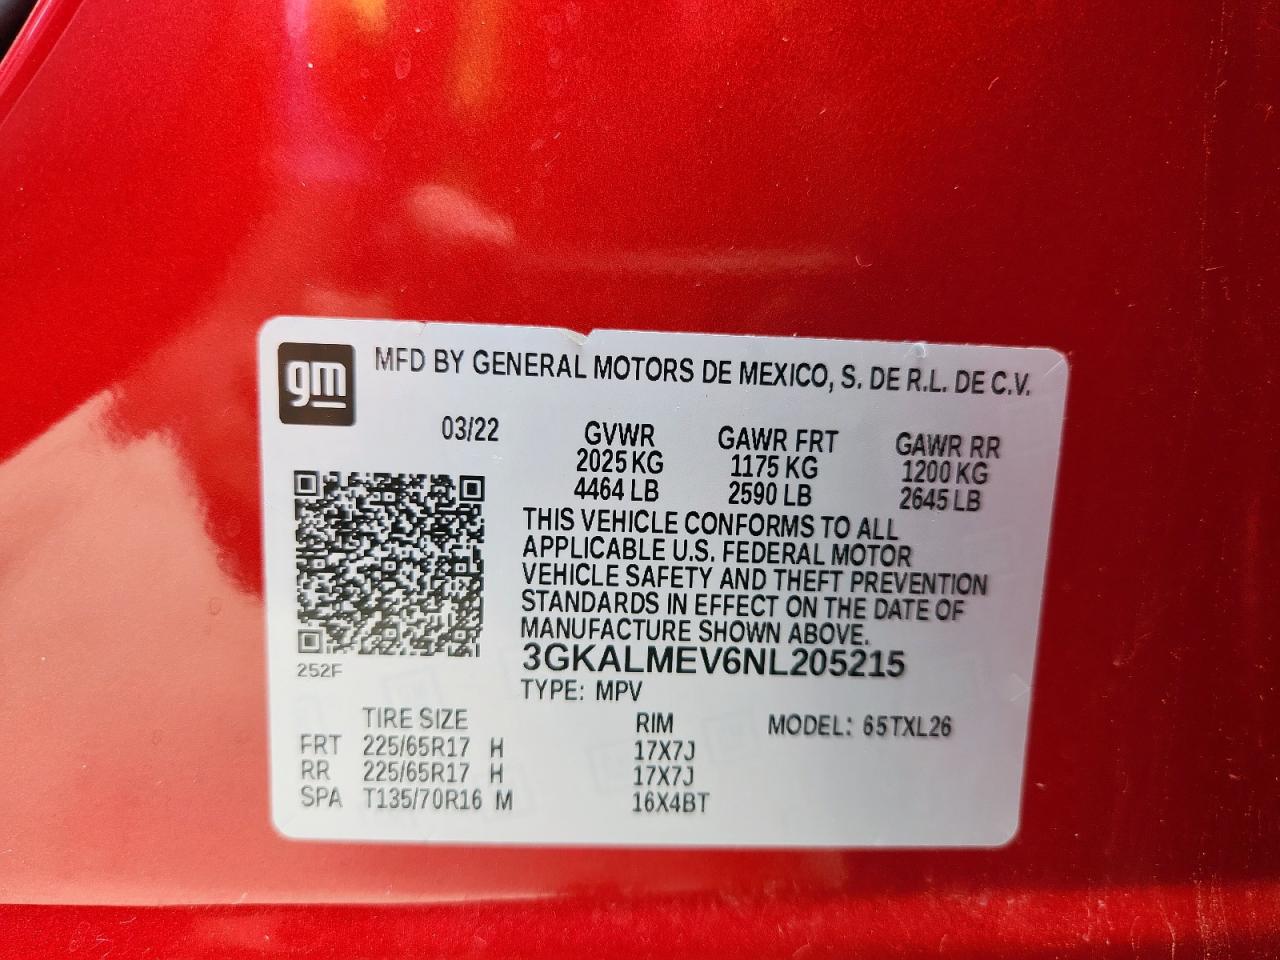 gm
MFD BY GENERAL MOTORS DE MEXICO, S. DE R.L. DE C.V.
03/22 GVWR GAWR FRT GAWR RR
2025 KG 1175 KG 1200 KG
4464 LB 2590 LB 2645 LB
THIS VEHICLE CONFORMS TO ALL
APPLICABLE U.S. FEDERAL MOTOR
VEHICLE SAFETY AND THEFT PREVENTION
STANDARDS IN EFFECT ON THE DATE OF
MANUFACTURE SHOWN ABOVE.
3GKALMEV6NL205215
252F
TYPE: MPV
TIRE SIZE RIM MODEL: 65TXL26
FRT 225/65R17 H 17X7J
RR 225/65R17 H 17X7J
SPA T135/70R16 M 16X4BT